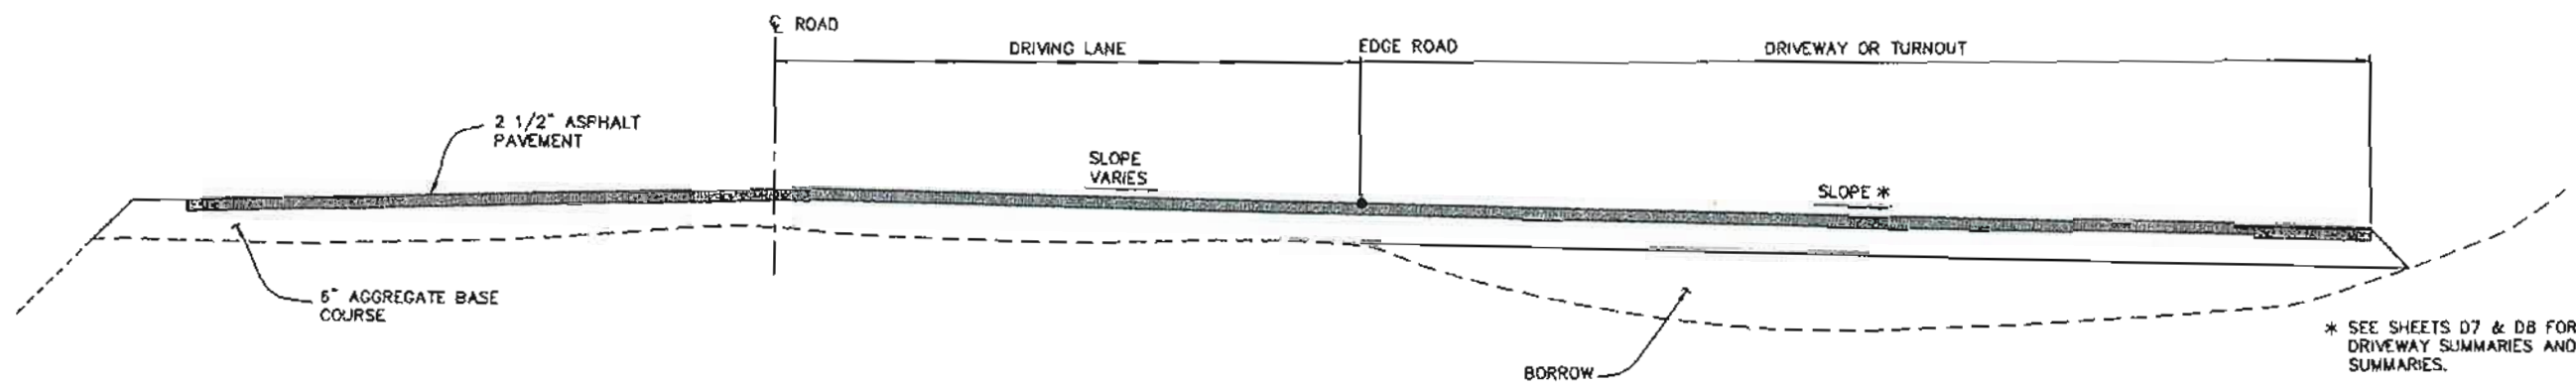 ℄ ROAD
DRIVING LANE
EDGE ROAD
DRIVEWAY OR TURNOUT
2 1/2" ASPHALT
PAVEMENT
SLOPE
VARIES
SLOPE *
6" AGGREGATE BASE
COURSE
BORROW
* SEE SHEETS D7 & D8 FOR
DRIVEWAY SUMMARIES AND
SUMMARIES.